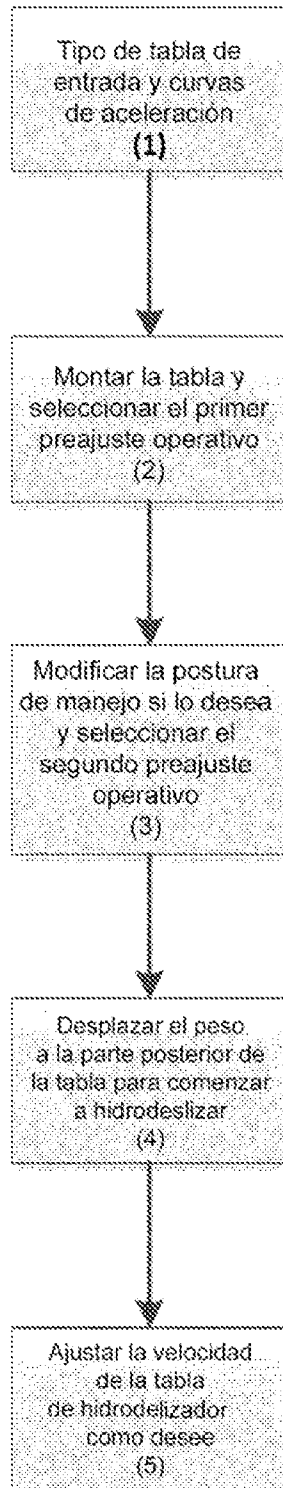 Tipo de tabla de
entrada y curvas
de aceleración
(1)
Montar la tabla y
seleccionar el primer
preajuste operativo
(2)
Modificar la postura
de manejo si lo desea
y seleccionar el
segundo preajuste
operativo
(3)
Desplazar el peso
a la parte posterior de
la tabla para comenzar
a hidrodeslizar
(4)
Ajustar la velocidad
de la tabla
de hidrodelizador
como desee
(5)